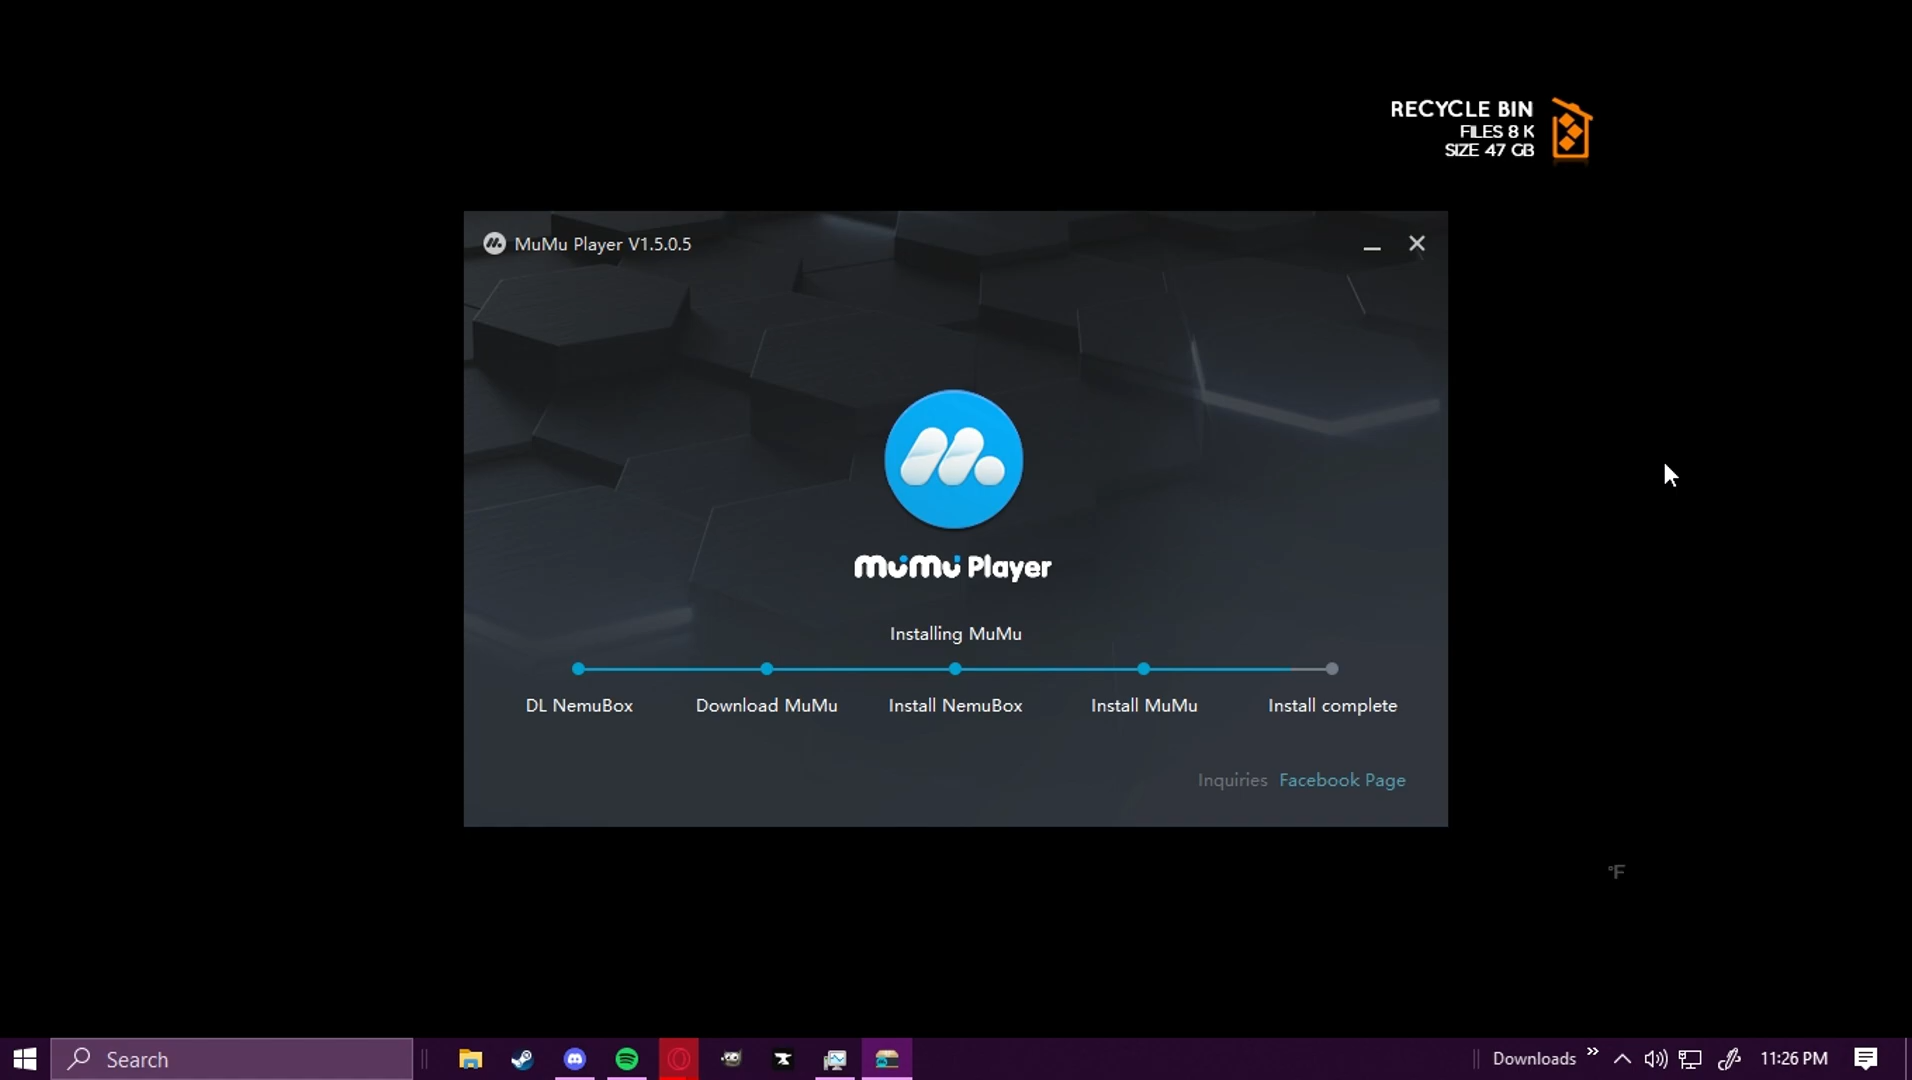 RECYCLE BIN
FILES 8 K
SIZE 47 GB
MuMu Player V1.5.0.5
MuMu Player
Installing MuMu
DL NemuBox
Download MuMu
Install NemuBox
Install MuMu
Install complete
Inquiries Facebook Page
°F
Search
Downloads
11:26 PM